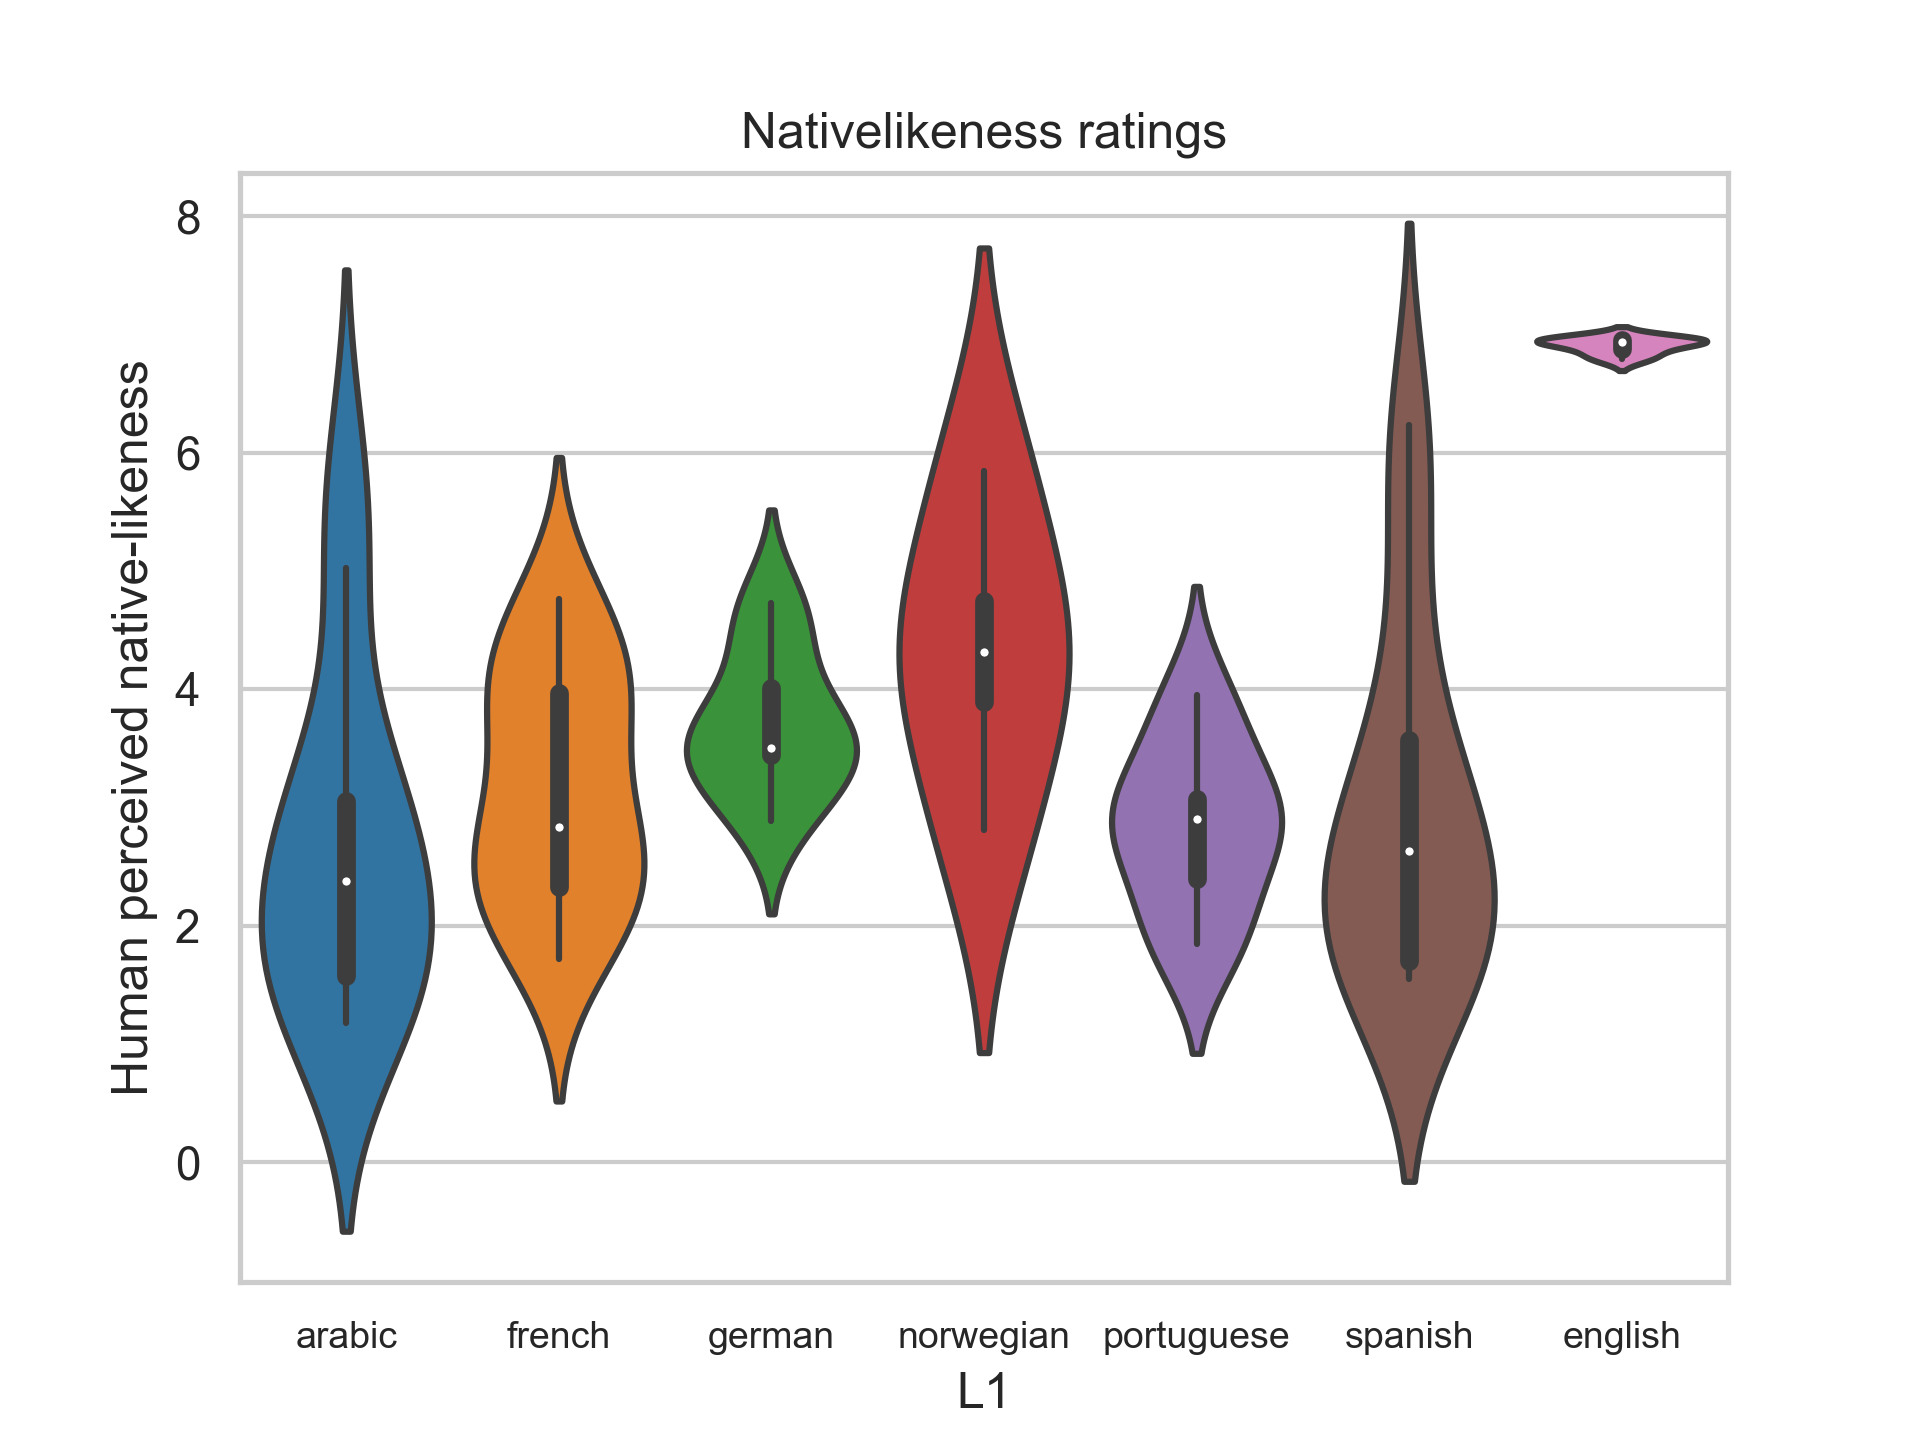 Nativelikeness ratings
Human perceived native-likeness
8
6
4
2
0
arabic french german norwegian portuguese spanish english
L1